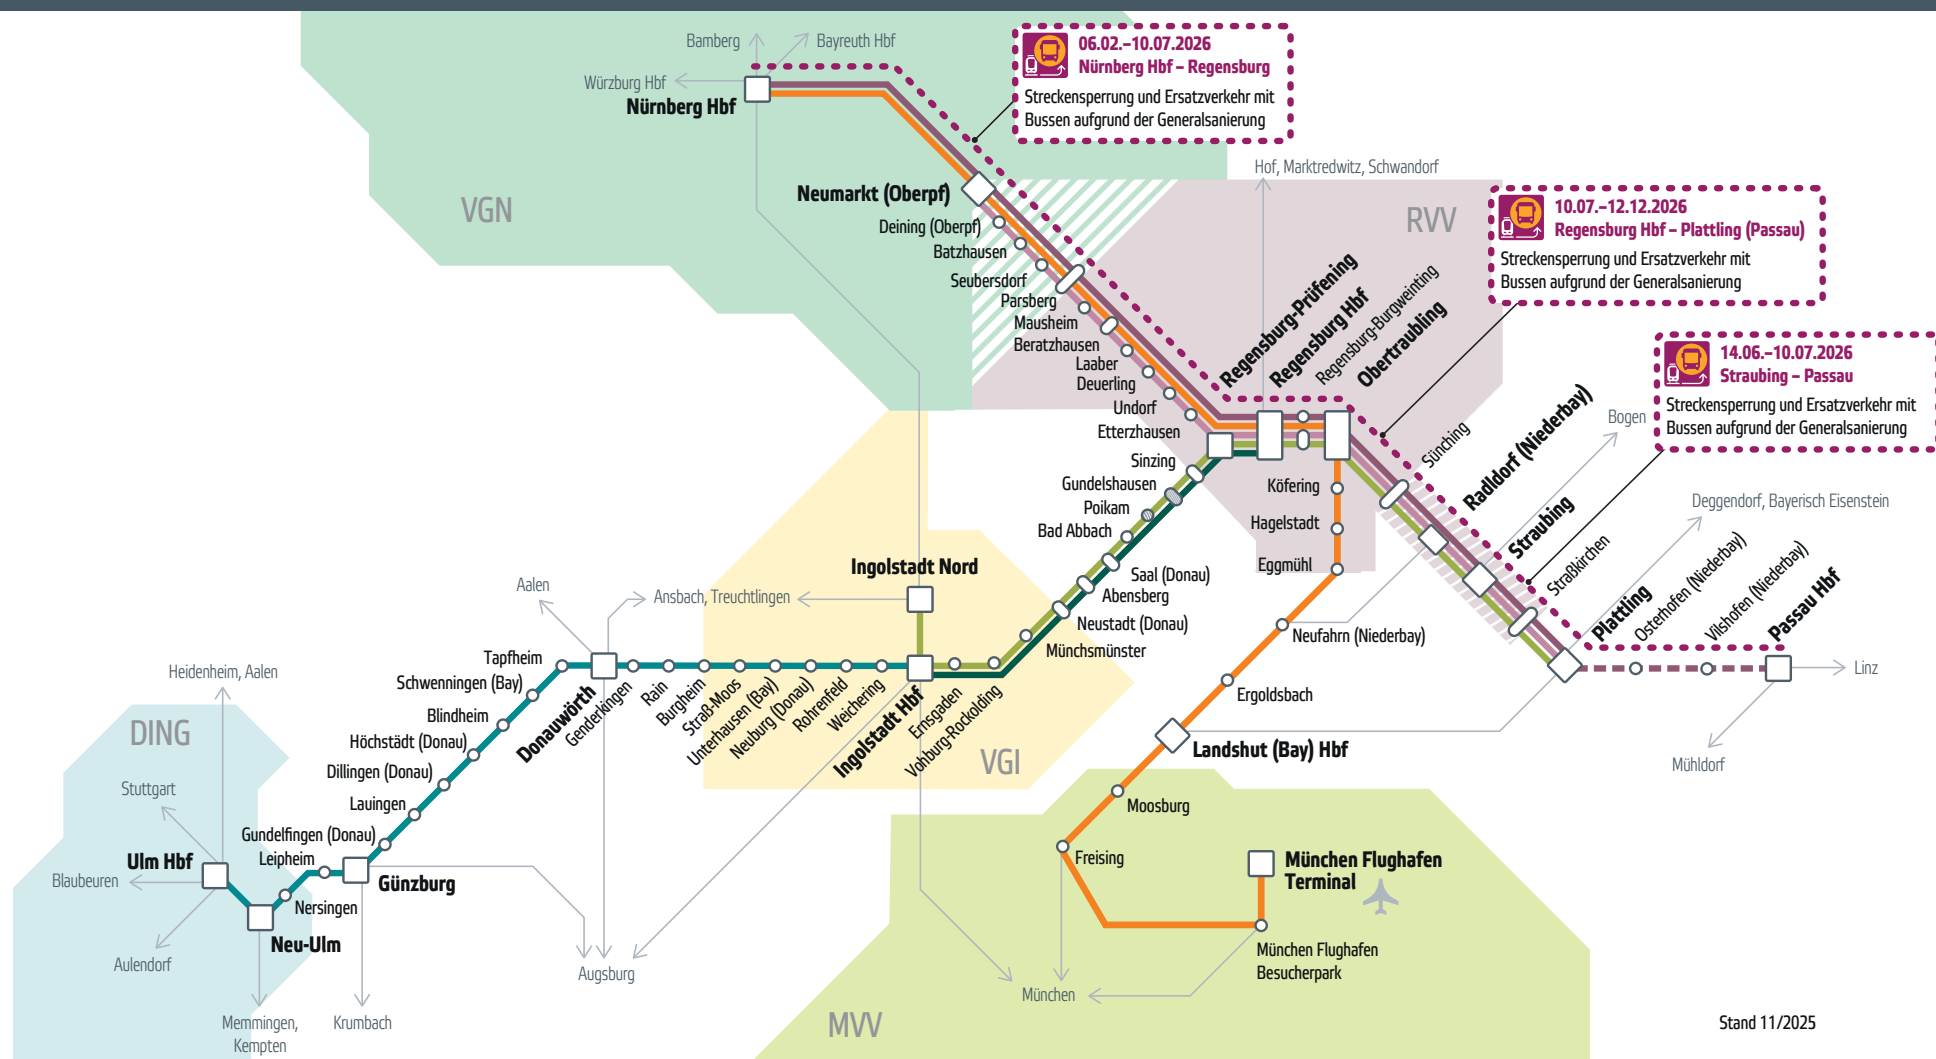 Bamberg
Bayreuth Hbf
Würzburg Hbf
Nürnberg Hbf
06.02.–10.07.2026
Nürnberg Hbf – Regensburg
Streckensperrung und Ersatzverkehr mit
Bussen aufgrund der Generalsanierung
Hof, Marktredwitz, Schwandorf
VGN
RVV
10.07.–12.12.2026
Regensburg Hbf – Plattling (Passau)
Streckensperrung und Ersatzverkehr mit
Bussen aufgrund der Generalsanierung
14.06.–10.07.2026
Straubing – Passau
Streckensperrung und Ersatzverkehr mit
Bussen aufgrund der Generalsanierung
Neumarkt (Oberpf)
Deining (Oberpf)
Batzhausen
Seubersdorf
Parsberg
Mausheim
Beratzhausen
Laaber
Deuerling
Undorf
Etterzhausen
Regensburg-Prüfening
Regensburg Hbf
Regensburg-Burgweinting
Obertraubling
Sinzing
Gundelshausen
Poikam
Bad Abbach
Saal (Donau)
Abensberg
Neustadt (Donau)
Münchsmünster
Köfering
Hagelstadt
Eggmühl
Neufahrn (Niederbay)
Ergoldsbach
Landshut (Bay) Hbf
Moosburg
Freising
München Flughafen
Terminal
München Flughafen
Besucherpark
München
MVV
Sünching
Radldorf (Niederbay)
Bogen
Straubing
Straßkirchen
Deggendorf, Bayerisch Eisenstein
Plattling
Osterhofen (Niederbay)
Vilshofen (Niederbay)
Passau Hbf
Linz
Mühldorf
Ingolstadt Nord
Ansbach, Treuchtlingen
Aalen
Tapfheim
Schwenningen (Bay)
Blindheim
Höchstädt (Donau)
Dillingen (Donau)
Lauingen
Gundelfingen (Donau)
Leipheim
Donauwörth
Genderkingen
Rain
Burgheim
Straß-Moos
Unterhausen (Bay)
Neuburg (Donau)
Rohrenfeld
Weichering
Ingolstadt Hbf
Ernsgaden
Vohburg-Rockolding
VGI
Heidenheim, Aalen
DING
Stuttgart
Ulm Hbf
Blaubeuren
Günzburg
Nersingen
Neu-Ulm
Aulendorf
Augsburg
Memmingen,
Kempten
Krumbach
Stand 11/2025